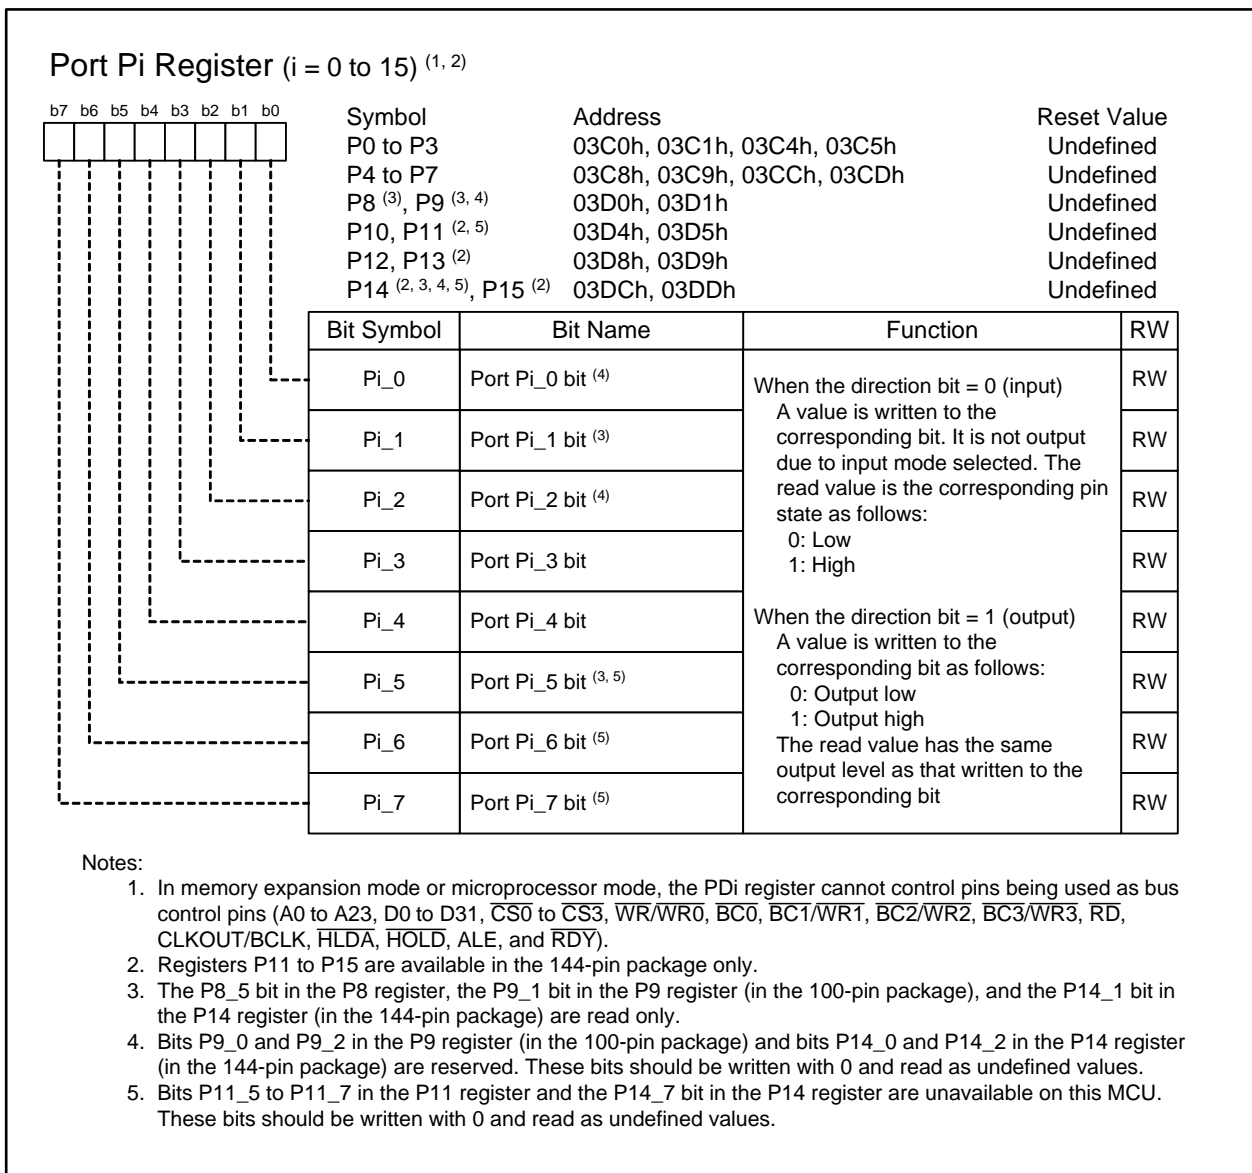 Port Pi Register (i = 0 to 15) (1, 2)
b7 b6 b5 b4 b3 b2 b1 b0
Symbol Address Reset Value
P0 to P3 03C0h, 03C1h, 03C4h, 03C5h Undefined
P4 to P7 03C8h, 03C9h, 03CCh, 03CDh Undefined
P8 (3), P9 (3, 4) 03D0h, 03D1h Undefined
P10, P11 (2, 5) 03D4h, 03D5h Undefined
P12, P13 (2) 03D8h, 03D9h Undefined
P14 (2, 3, 4, 5), P15 (2) 03DCh, 03DDh Undefined
Bit Symbol Bit Name Function RW
Pi_0 Port Pi_0 bit (4) RW
Pi_1 Port Pi_1 bit (3) RW
Pi_2 Port Pi_2 bit (4) RW
Pi_3 Port Pi_3 bit RW
Pi_4 Port Pi_4 bit RW
Pi_5 Port Pi_5 bit (3, 5) RW
Pi_6 Port Pi_6 bit (5) RW
Pi_7 Port Pi_7 bit (5) RW
When the direction bit = 0 (input)
A value is written to the
corresponding bit. It is not output
due to input mode selected. The
read value is the corresponding pin
state as follows:
0: Low
1: High
When the direction bit = 1 (output)
A value is written to the
corresponding bit as follows:
0: Output low
1: Output high
The read value has the same
output level as that written to the
corresponding bit
Notes:
1. In memory expansion mode or microprocessor mode, the PDi register cannot control pins being used as bus
control pins (A0 to A23, D0 to D31, C̅S̅0̅ to C̅S̅3̅, W̅R̅/W̅R̅0̅, B̅C̅0̅, B̅C̅1̅/W̅R̅1̅, B̅C̅2̅/W̅R̅2̅, B̅C̅3̅/W̅R̅3̅, R̅D̅,
CLKOUT/BCLK, H̅L̅D̅A̅, H̅O̅L̅D̅, ALE, and R̅D̅Y̅).
2. Registers P11 to P15 are available in the 144-pin package only.
3. The P8_5 bit in the P8 register, the P9_1 bit in the P9 register (in the 100-pin package), and the P14_1 bit in
the P14 register (in the 144-pin package) are read only.
4. Bits P9_0 and P9_2 in the P9 register (in the 100-pin package) and bits P14_0 and P14_2 in the P14 register
(in the 144-pin package) are reserved. These bits should be written with 0 and read as undefined values.
5. Bits P11_5 to P11_7 in the P11 register and the P14_7 bit in the P14 register are unavailable on this MCU.
These bits should be written with 0 and read as undefined values.